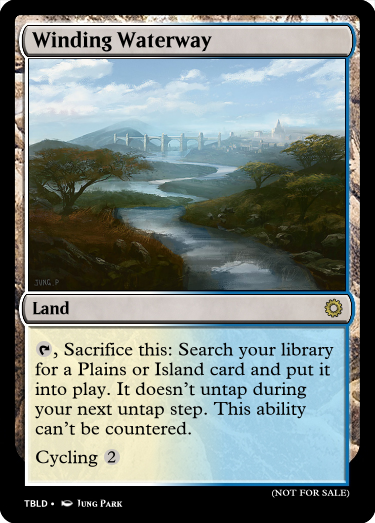 Winding Waterway
JUNG.P
Land
, Sacrifice this: Search your library
for a Plains or Island card and put it
into play. It doesn't untap during
your next untap step. This ability
can't be countered.
Cycling 2
(NOT FOR SALE)
TBLD • Jung Park